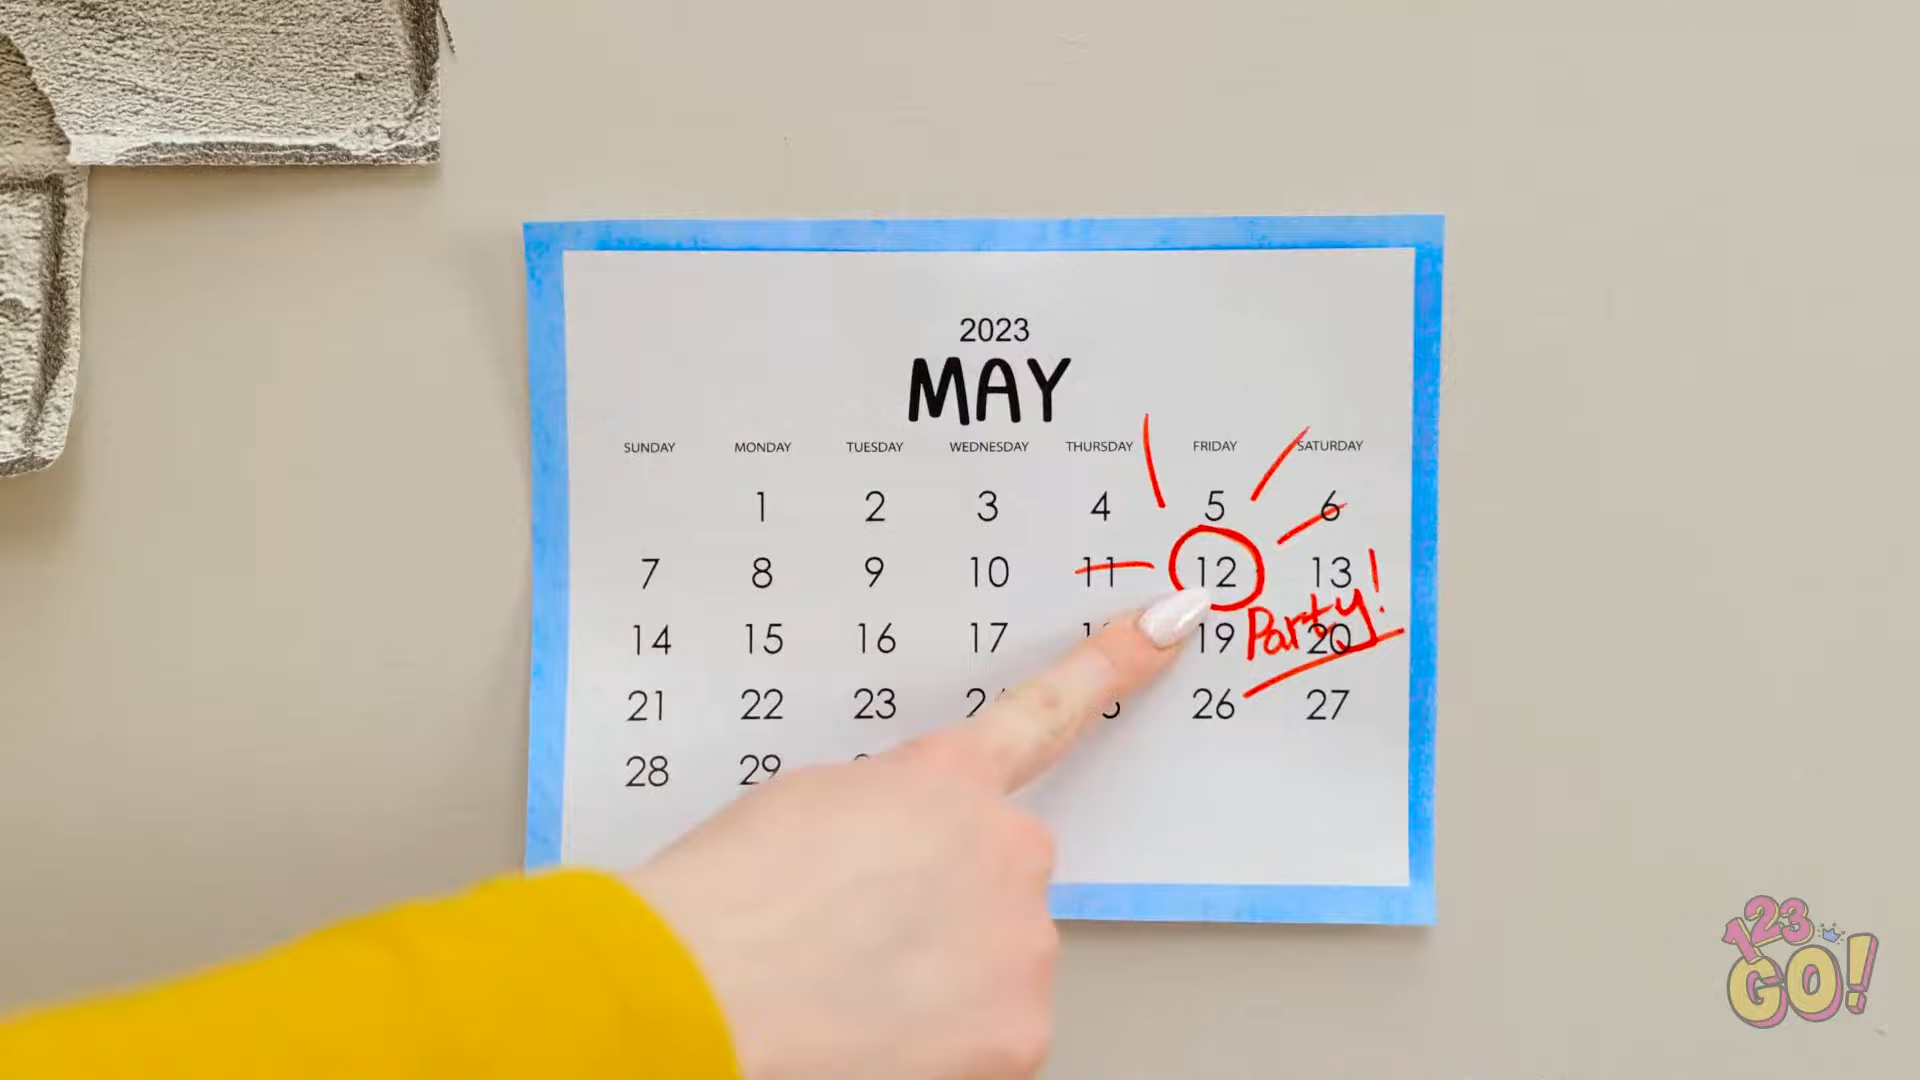 2023
MAY
SUNDAY MONDAY TUESDAY WEDNESDAY THURSDAY FRIDAY SATURDAY
1 2 3 4 5 6
7 8 9 10 11 12 13
Party!
14 15 16 17 19 20
21 22 23 26 27
28 29
123
GO!